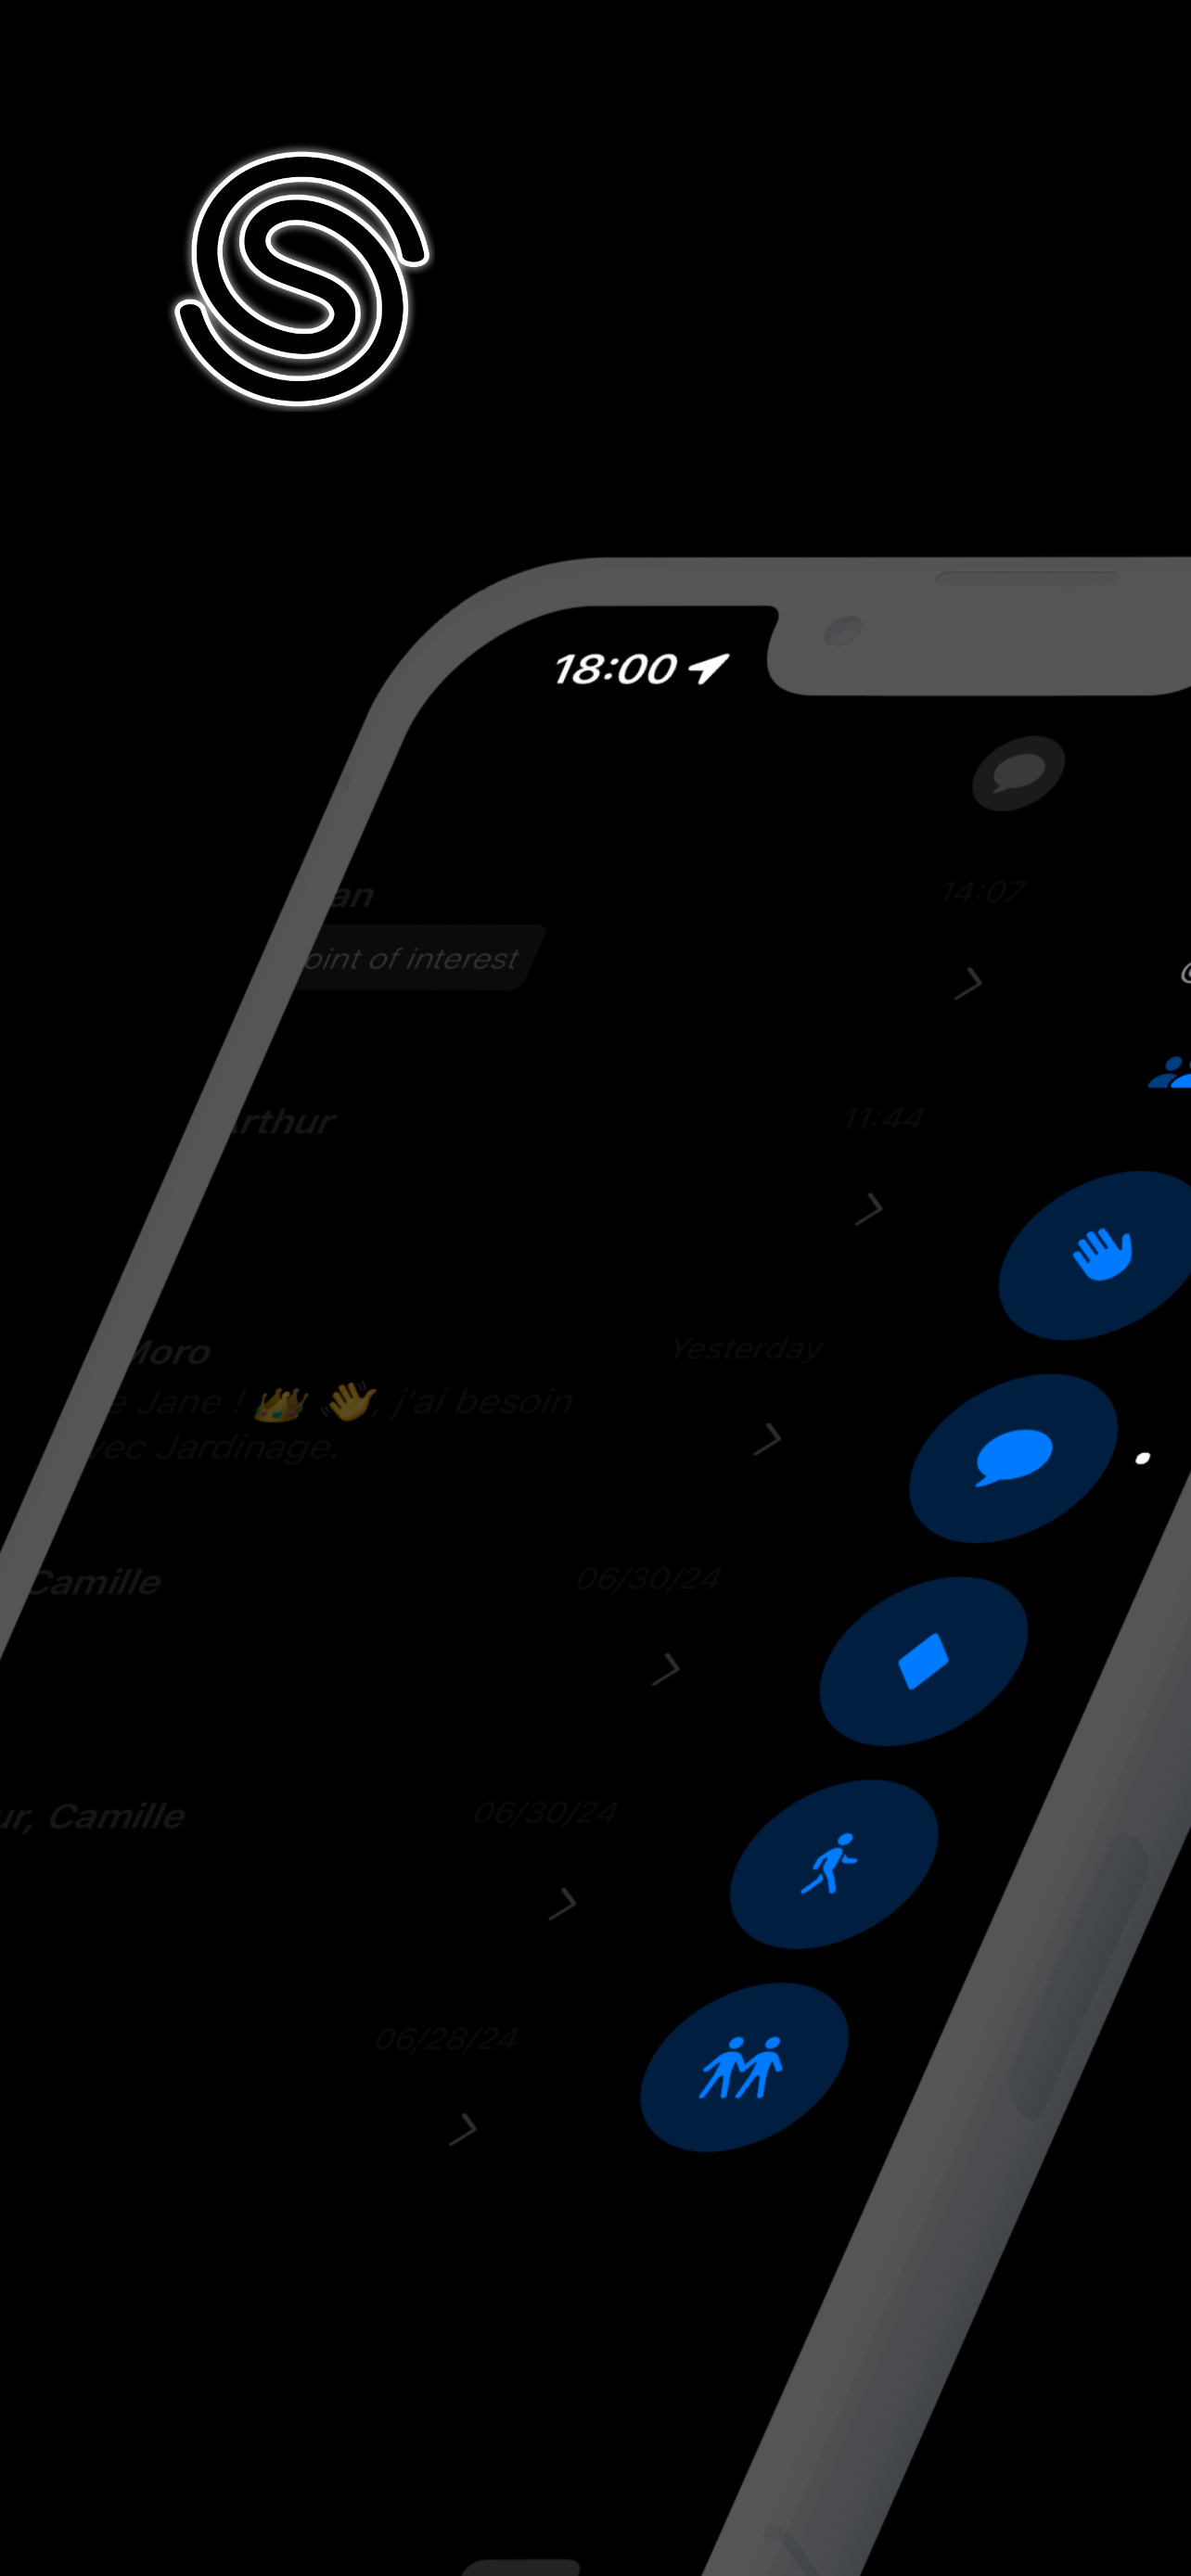 18:00
an
14:07
oint of interest
rthur
11:44
Moro
Yesterday
e Jane ! 👑 👋, j'ai besoin
vec Jardinage.
Camille
06/30/24
ur, Camille
06/30/24
06/28/24